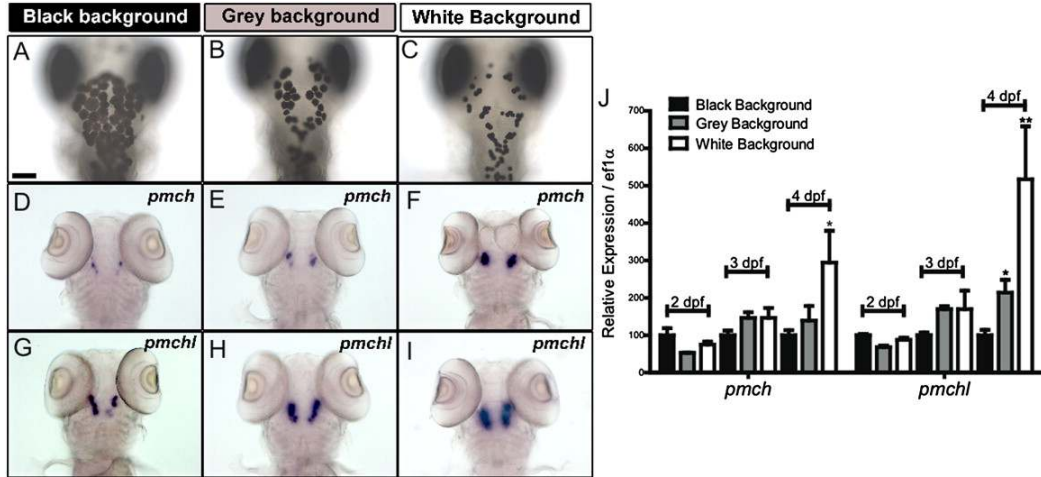 Black background
Grey background
White Background
A
B
C
D
pmch
E
pmch
F
pmch
G
pmchl
H
pmchl
I
pmchl
J
Relative Expression / ef1α
700
600
500
400
300
200
100
0
Black Background
Grey Background
White Background
2 dpf
3 dpf
4 dpf
*
2 dpf
3 dpf
4 dpf
*
**
pmch
pmchl